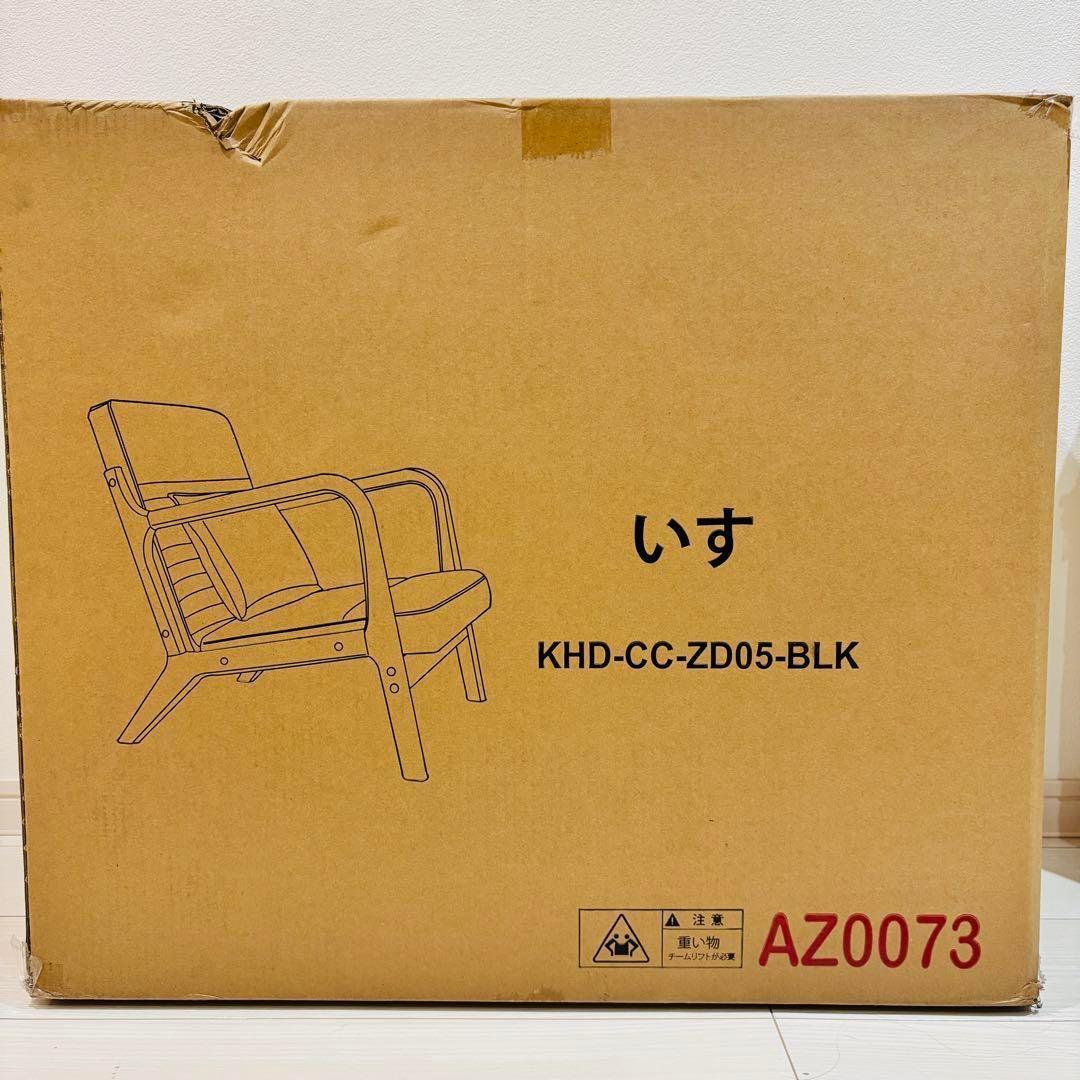 いす
KHD-CC-ZD05-BLK
注意
重い物
チームリフトが必要
AZ0073